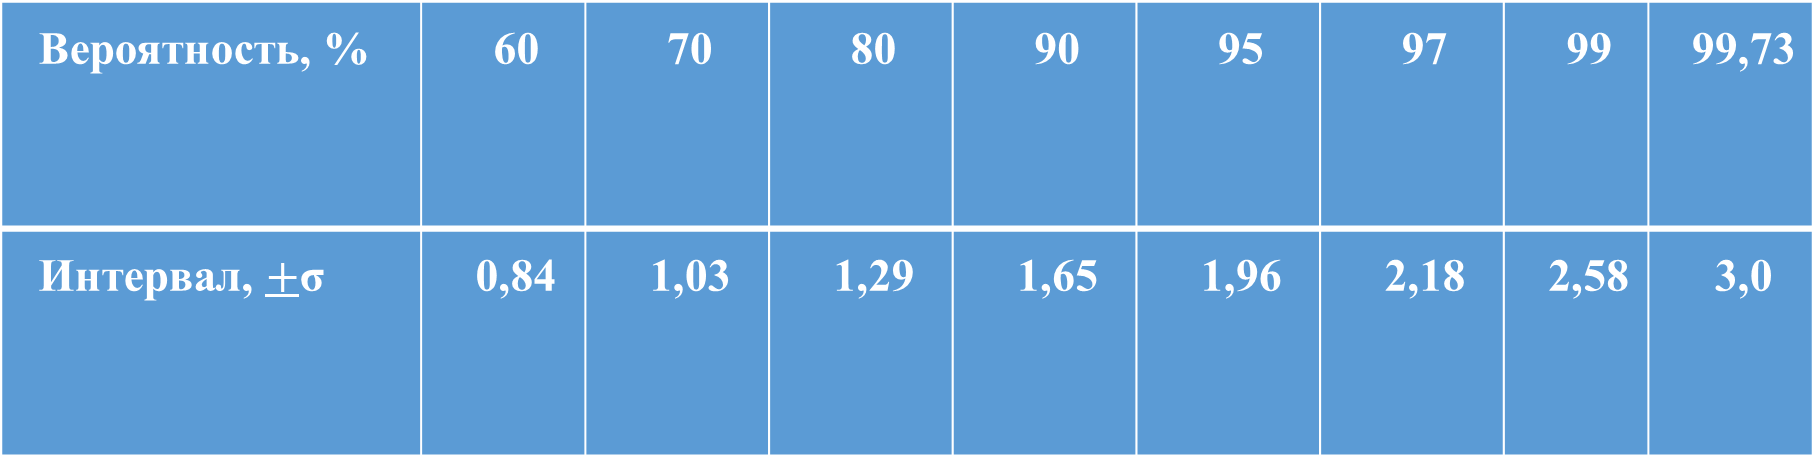 Вероятность, % 60 70 80 90 95 97 99 99,73
Интервал, ±σ 0,84 1,03 1,29 1,65 1,96 2,18 2,58 3,0